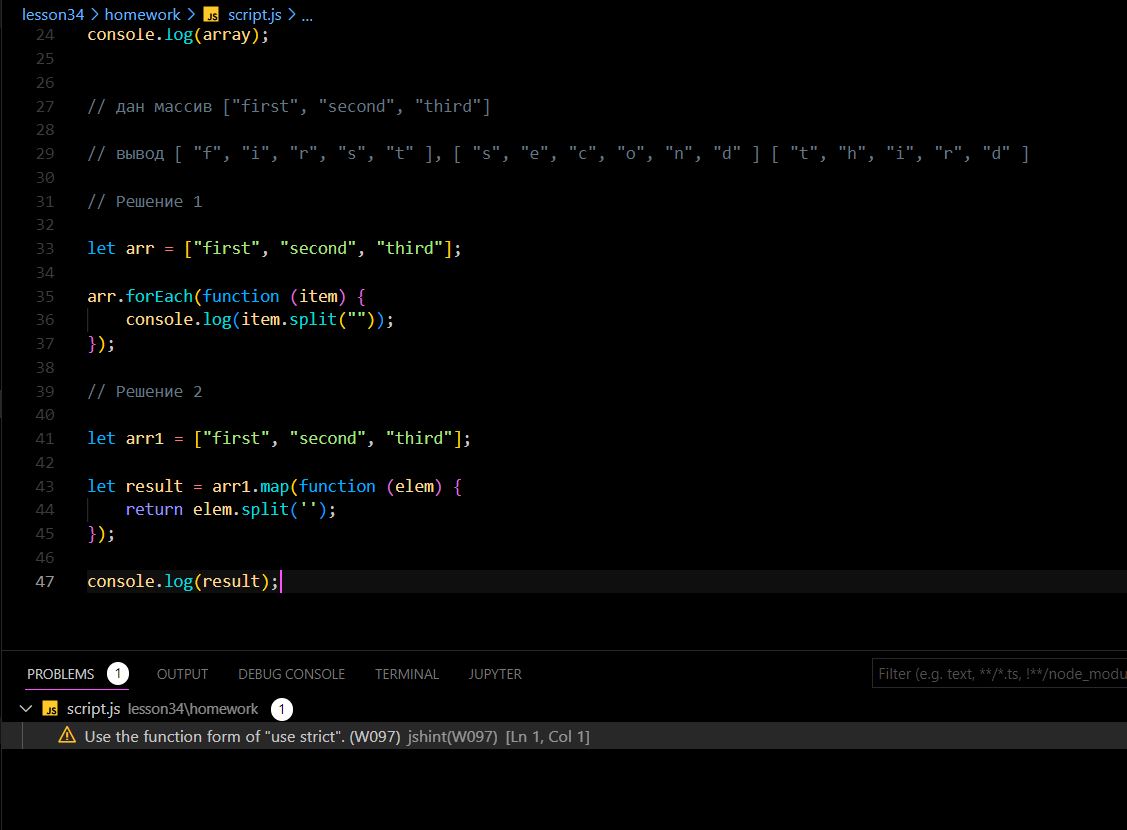 lesson34 > homework > JS script.js > ...
24 console.log(array);
25
26
27 // дан массив ["first", "second", "third"]
28
29 // вывод [ "f", "i", "r", "s", "t" ], [ "s", "e", "c", "o", "n", "d" ] [ "t", "h", "i", "r", "d" ]
30
31 // Решение 1
32
33 let arr = ["first", "second", "third"];
34
35 arr.forEach(function (item) {
36 console.log(item.split(""));
37 });
38
39 // Решение 2
40
41 let arr1 = ["first", "second", "third"];
42
43 let result = arr1.map(function (elem) {
44 return elem.split('');
45 });
46
47 console.log(result);
PROBLEMS 1 OUTPUT DEBUG CONSOLE TERMINAL JUPYTER Filter (e.g. text, **/*.ts, !**/node_modu
JS script.js lesson34\homework 1
Use the function form of "use strict". (W097) jshint(W097) [Ln 1, Col 1]